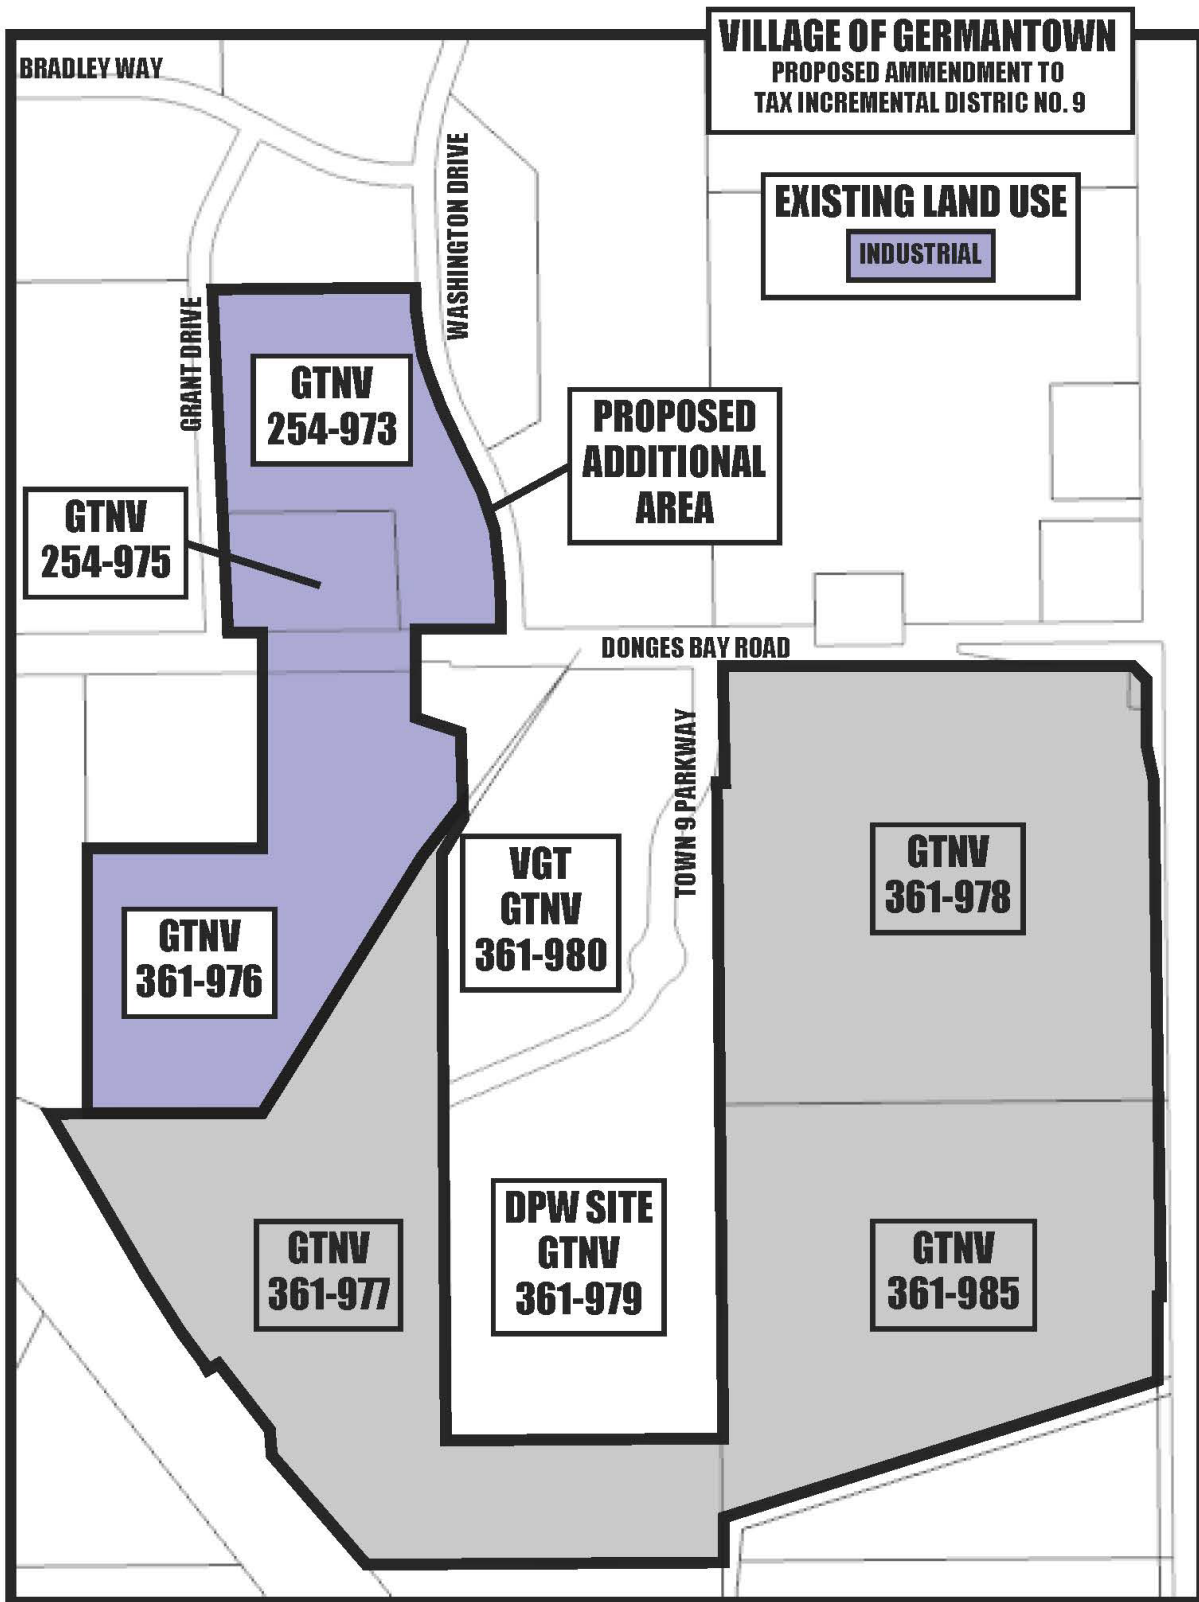 VILLAGE OF GERMANTOWN
PROPOSED AMMENDMENT TO
TAX INCREMENTAL DISTRIC NO. 9
BRADLEY WAY
WASHINGTON DRIVE
EXISTING LAND USE
INDUSTRIAL
GRANT DRIVE
GTNV
254-973
PROPOSED
ADDITIONAL
AREA
GTNV
254-975
DONGES BAY ROAD
TOWN 9 PARKWAY
GTNV
361-978
VGT
GTNV
361-980
GTNV
361-976
DPW SITE
GTNV
361-979
GTNV
361-977
GTNV
361-985